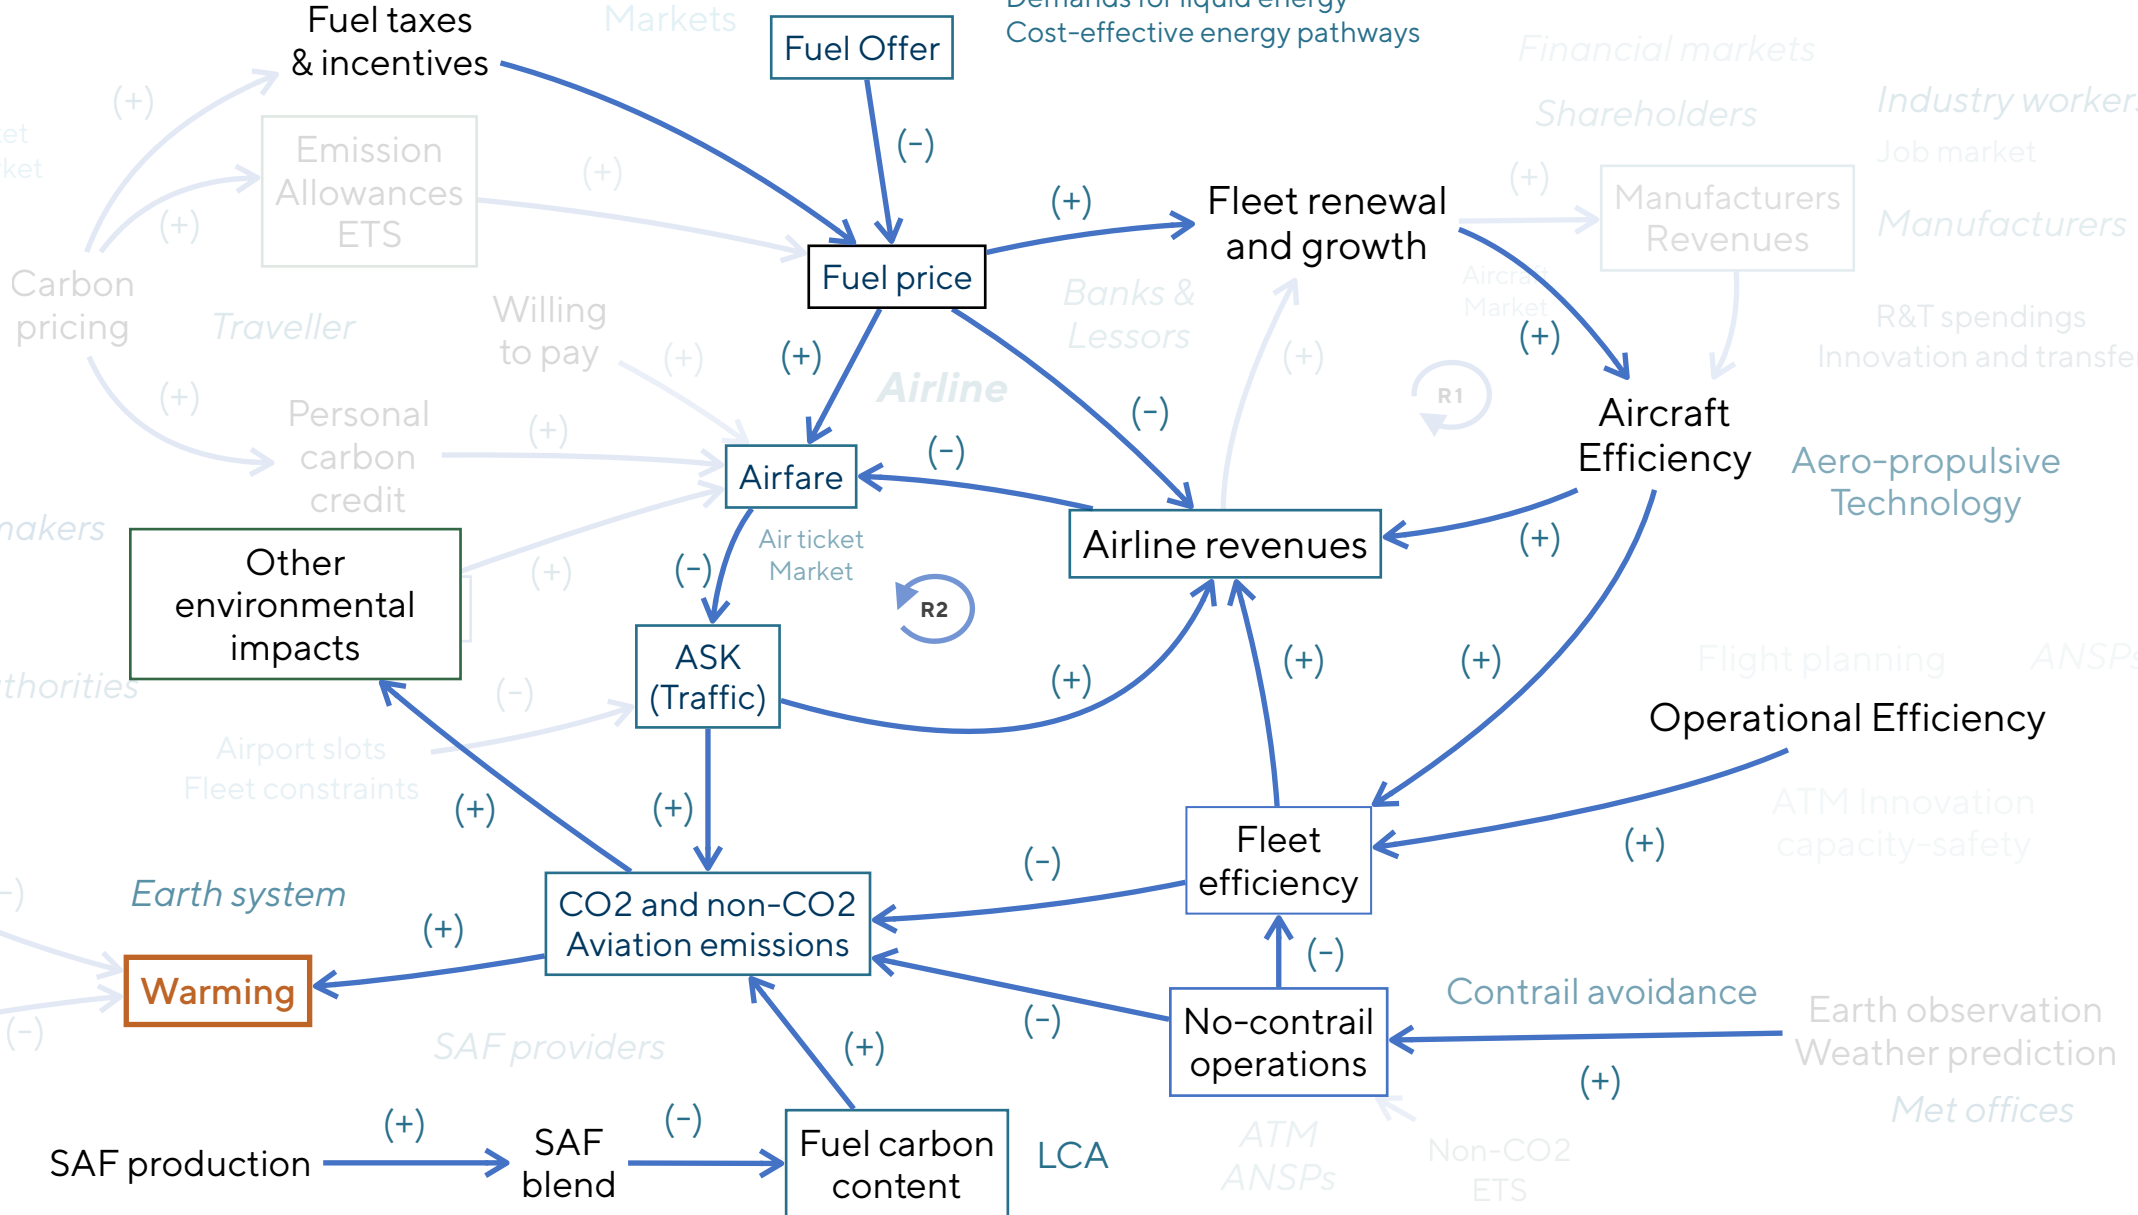 Fuel taxes
& incentives
Markets
Fuel Offer
Demands for liquid energy
Cost-effective energy pathways
Financial markets
Shareholders
Industry workers
Job market
(+)
Emission
Allowances
ETS
(+)
(+)
(-)
(+)
Fleet renewal
and growth
(+)
Manufacturers
Revenues
Manufacturers
Carbon
pricing
Traveller
Willing
to pay
Fuel price
Banks &
Lessors
Aircraft
Market
R&T spendings
Innovation and transfer
(+)
(+)
(+)
(+)
(+)
Airline
(-)
R1
Personal
carbon
credit
(+)
Airfare
(-)
Aircraft
Efficiency
Aero-propulsive
Technology
makers
Other
environmental
impacts
(+)
(-)
Air ticket
Market
R2
Airline revenues
(+)
ASK
(Traffic)
(+)
(+)
(+)
Flight planning
ANSPs
thorities
(-)
Airport slots
Fleet constraints
Operational Efficiency
(+)
(+)
Fleet
efficiency
(-)
(+)
ATM Innovation
capacity-safety
-)
Earth system
(+)
CO2 and non-CO2
Aviation emissions
(-)
Warming
(-)
No-contrail
operations
(-)
Contrail avoidance
(+)
Earth observation
Weather prediction
Met offices
SAF providers
(+)
SAF production
(+)
SAF
blend
(-)
Fuel carbon
content
LCA
ATM
ANSPs
Non-CO2
ETS